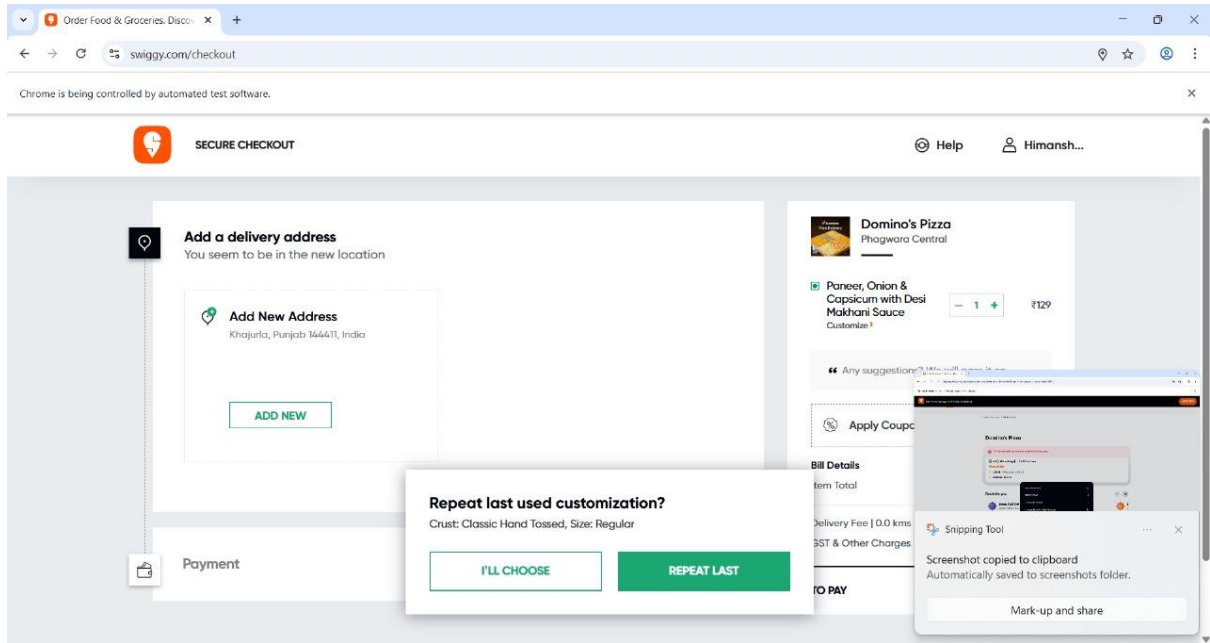 Order Food & Groceries. Disco
swiggy.com/checkout
Chrome is being controlled by automated test software.
SECURE CHECKOUT
Help
Himansh...
Add a delivery address
You seem to be in the new location
Add New Address
Khajurla, Punjab 144411, India
ADD NEW
Payment
Domino's Pizza
Phagwara Central
Paneer, Onion &
Capsicum with Desi
Makhani Sauce
Customize
1
₹129
Any suggestions? We will pass it on
Apply Coupo
Bill Details
Item Total
Delivery Fee | 0.0 kms
GST & Other Charges
TO PAY
Repeat last used customization?
Crust: Classic Hand Tossed, Size: Regular
I'LL CHOOSE
REPEAT LAST
Domino's Pizza
Snipping Tool
Screenshot copied to clipboard
Automatically saved to screenshots folder.
Mark-up and share